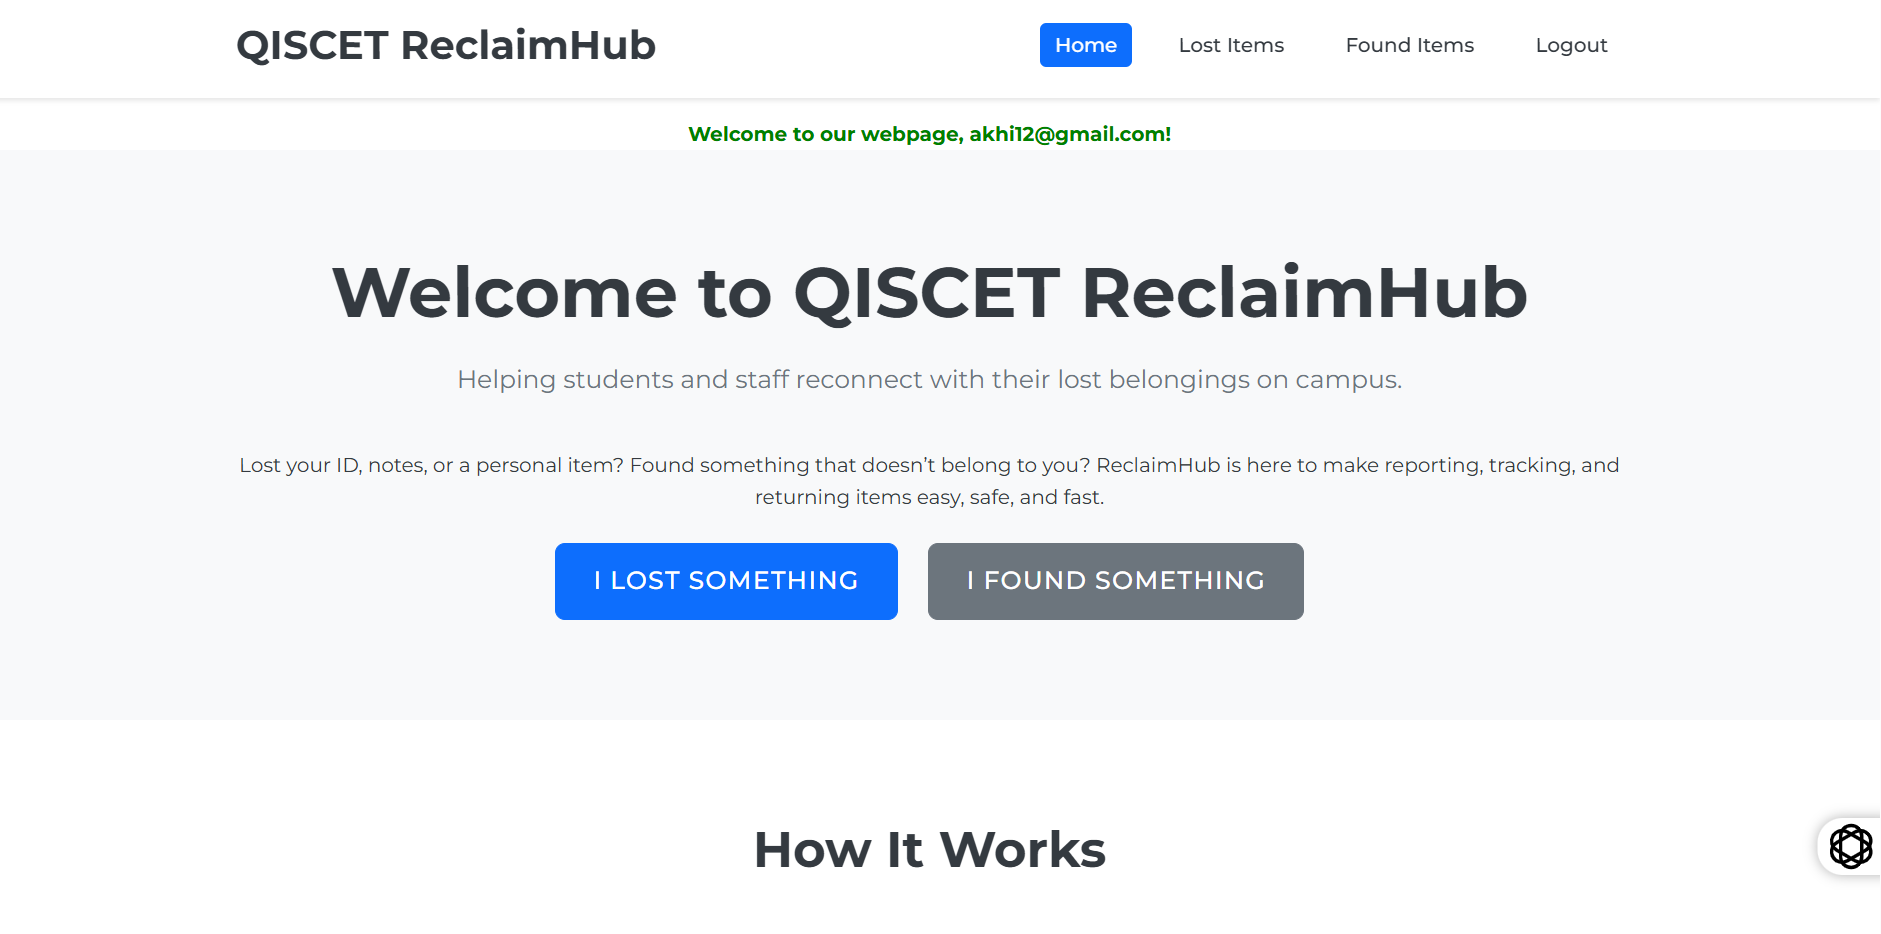 QISCET ReclaimHub
Home
Lost Items
Found Items
Logout
Welcome to our webpage, akhi12@gmail.com!
Welcome to QISCET ReclaimHub
Helping students and staff reconnect with their lost belongings on campus.
Lost your ID, notes, or a personal item? Found something that doesn’t belong to you? ReclaimHub is here to make reporting, tracking, and
returning items easy, safe, and fast.
I LOST SOMETHING
I FOUND SOMETHING
How It Works